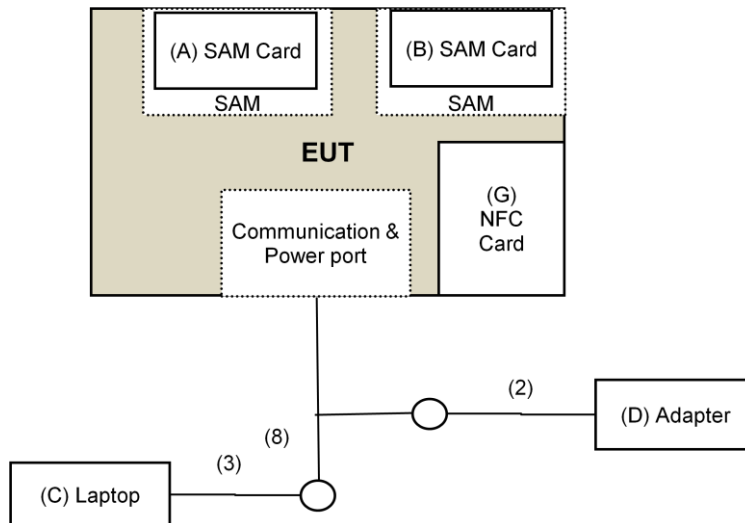 (A) SAM Card
(B) SAM Card
SAM
SAM
EUT
(G)
NFC
Card
Communication &
Power port
(2)
(D) Adapter
(8)
(3)
(C) Laptop